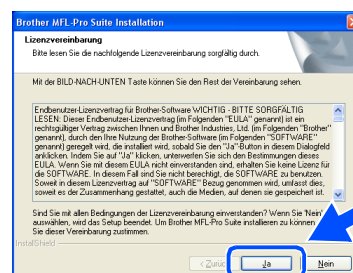 Brother MFL-Pro Suite Installation
Lizenzvereinbarung
Bitte lesen Sie die nachfolgende Lizenzvereinbarung sorgfältig durch.
Mit der BILD-NACH-UNTEN Taste können Sie den Rest der Vereinbarung sehen.
Endbenutzer-Lizenzvertrag für Brother-Software WICHTIG - BITTE SORGFÄLTIG
LESEN: Dieser Endbenutzer-Lizenzvertrag (im Folgenden "EULA" genannt) ist ein
rechtsgültiger Vertrag zwischen Ihnen und Brother Industries, Ltd. (im Folgenden "Brother"
genannt), durch den Ihre Nutzung der Brother-Software (im Folgenden "SOFTWARE"
genannt) geregelt wird, die installiert wird, sobald Sie den "Ja"-Button in diesem Dialogfeld
anklicken. Indem Sie auf "Ja" klicken, unterwerfen Sie sich den Bestimmungen dieses
EULA. Wenn Sie mit diesem EULA nicht einverstanden sind, erhalten Sie keine Lizenz für
die SOFTWARE. In diesem Fall sind Sie nicht berechtigt, die SOFTWARE zu benutzen.
Soweit in diesem Lizenzvertrag auf "SOFTWARE" Bezug genommen wird, umfasst dies,
soweit es der Zusammenhang gestattet, auch die Medien, auf denen sie gespeichert ist.
Sind Sie mit allen Bedingungen der Lizenzvereinbarung einverstanden? Wenn Sie 'Nein'
auswählen, wird das Setup beendet. Um Brother MFL-Pro Suite installieren zu können
Sie dieser Vereinbarung zustimmen.
InstallShield
< Zurück Ja Nein